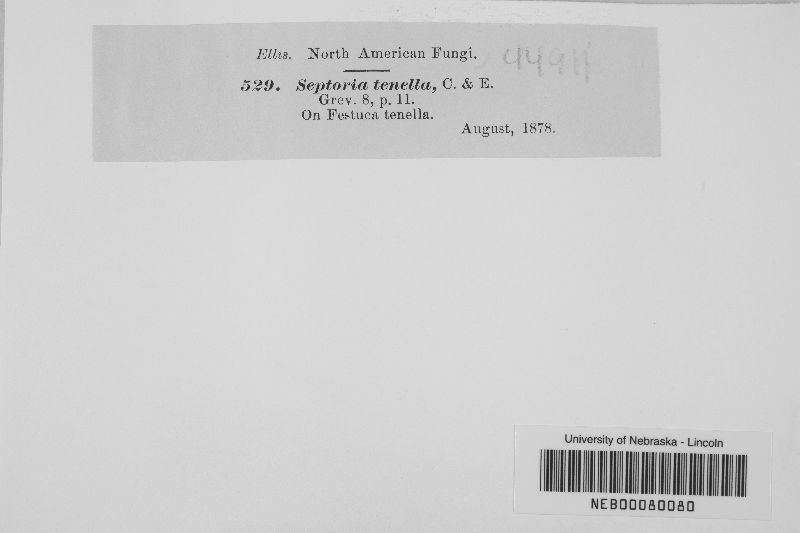 Ellis. North American Fungi.
44911
529. Septoria tenella, C. & E.
Grev. 8, p. 11.
On Festuca tenella.
August, 1878.
University of Nebraska - Lincoln
NEB00080080